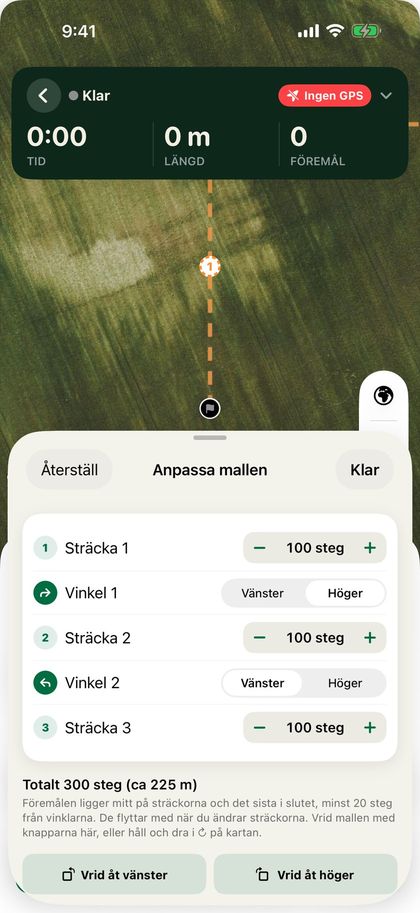 9:41
Klar
Ingen GPS
0:00
0 m
0
TID
LÄNGD
FÖREMÅL
1
Återställ
Anpassa mallen
Klar
1 Sträcka 1 − 100 steg +
Vinkel 1 Vänster Höger
2 Sträcka 2 − 100 steg +
Vinkel 2 Vänster Höger
3 Sträcka 3 − 100 steg +
Totalt 300 steg (ca 225 m)
Föremålen ligger mitt på sträckorna och det sista i slutet, minst 20 steg
från vinklarna. De flyttar med när du ändrar sträckorna. Vrid mallen med
knapparna här, eller håll och dra i ↻ på kartan.
Vrid åt vänster
Vrid åt höger